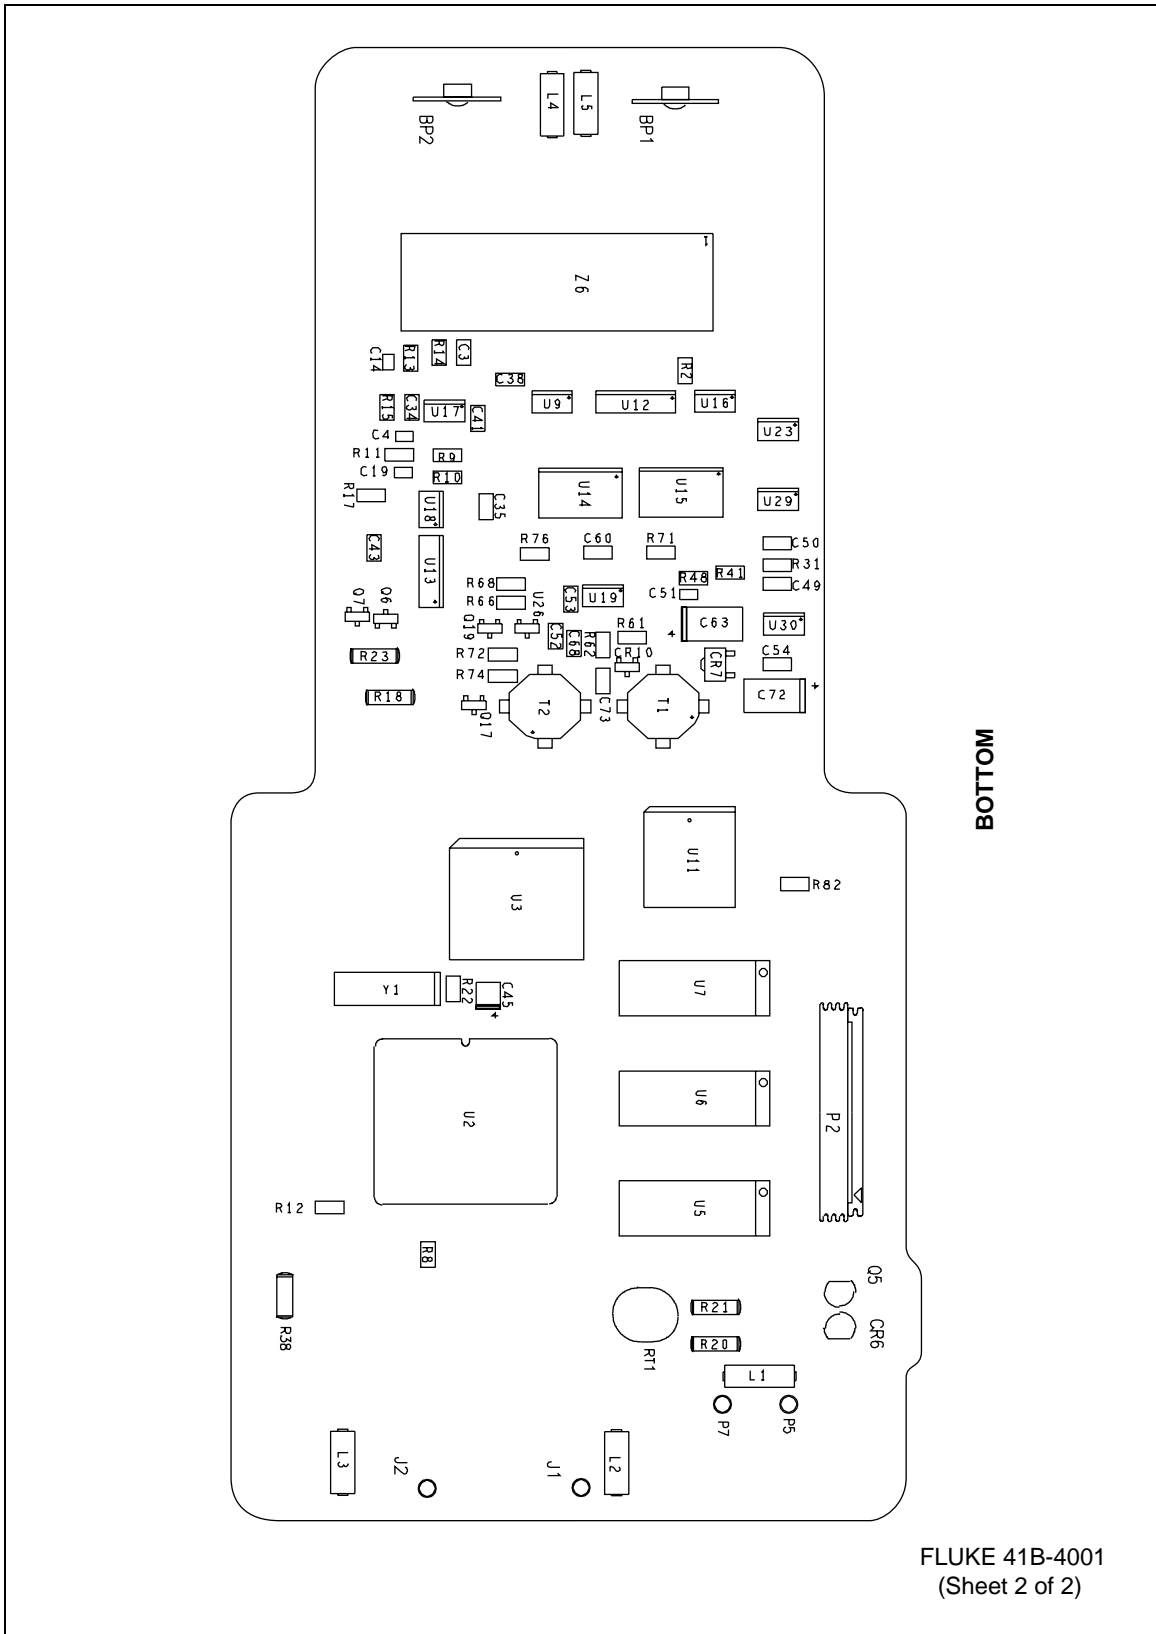 L4
L5
BP2
BP1
1
Z6
C14
R13
R14
C3
C38
R2
R15
C34
U17
C41
U9
U12
U16
C4
U23
R11
R9
C19
R10
R17
U18
C35
U14
U15
U29
C43
U13
R76
C60
R71
C50
R31
C49
R68
R66
U26
C53
U19
R48
R41
C51
Q7
Q6
Q19
C52
C68
R62
R61
C63
U30
R23
R72
CR10
CR7
C54
R74
R18
Q17
T2
C73
T1
C72
BOTTOM
U3
U11
R82
Y1
R22
C45
U7
U2
U6
P2
R12
U5
R8
Q5
R38
RT1
R21
R20
CR6
L1
P7
P5
L3
J2
J1
L2
FLUKE 41B-4001
(Sheet 2 of 2)